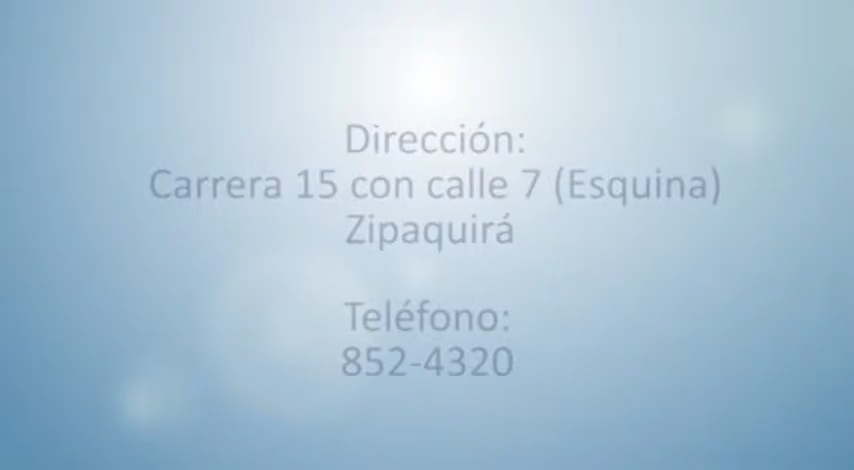 Dirección:
Carrera 15 con calle 7 (Esquina)
Zipaquirá
Teléfono:
852-4320